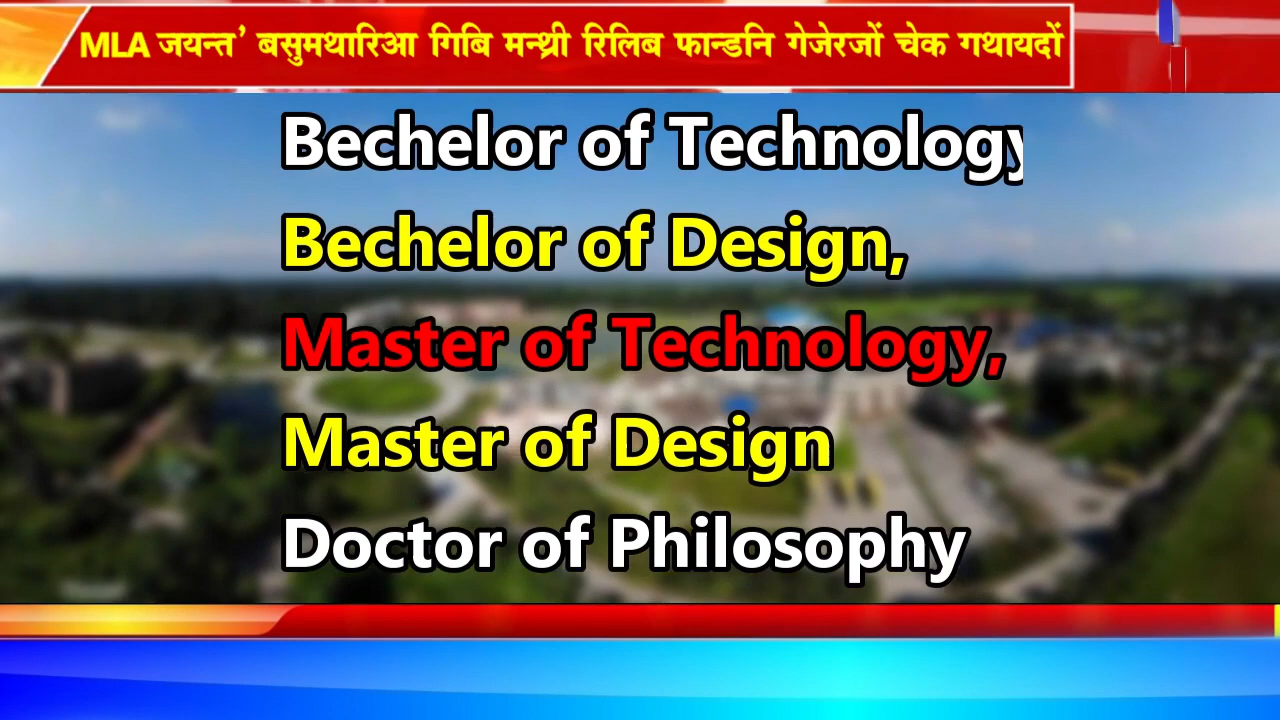 MLA जयन्त’ बसुमथारिआ गिबि मन्थ्री रिलिब फान्डनि गेजेरजों चेक गथायदों
Bechelor of Technology
Bechelor of Design,
Master of Technology,
Master of Design
Doctor of Philosophy